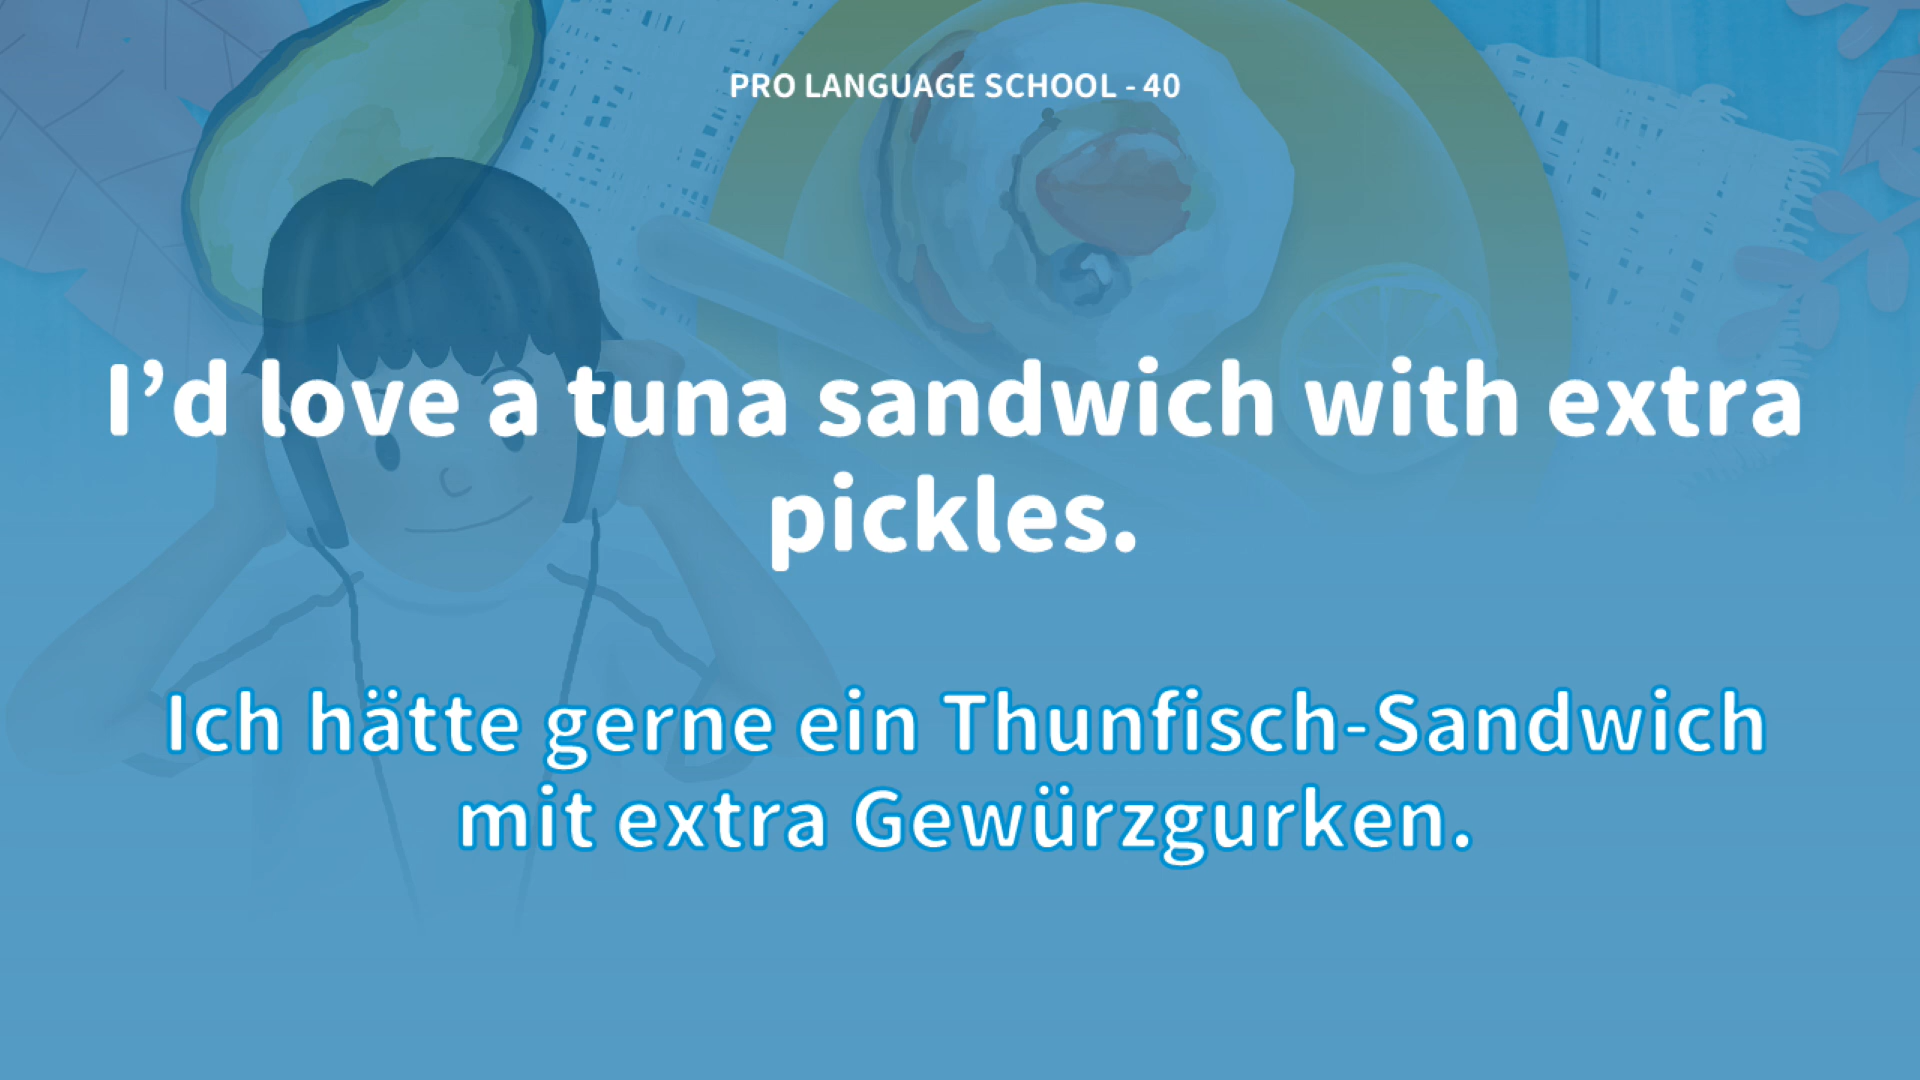 PRO LANGUAGE SCHOOL - 40
I’d love a tuna sandwich with extra
pickles.
Ich hätte gerne ein Thunfisch-Sandwich
mit extra Gewürzgurken.